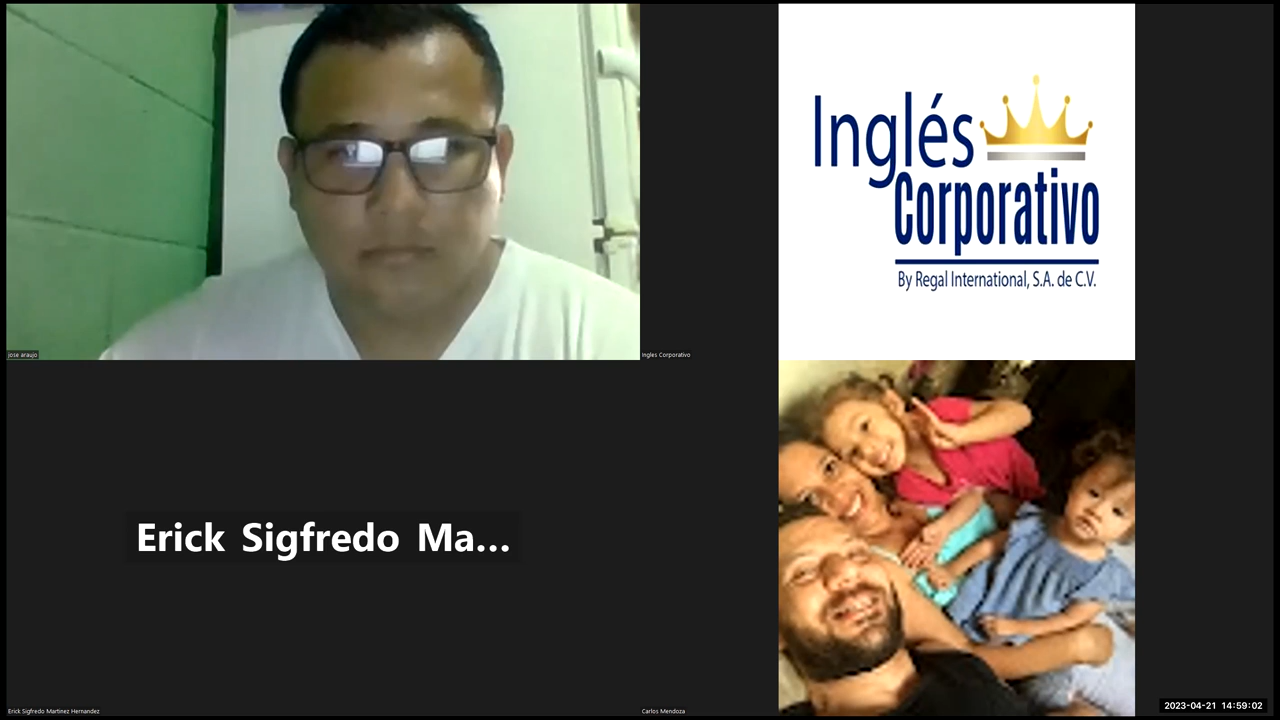 Inglés
Corporativo
By Regal International, S.A. de C.V.
jose araujo
Ingles Corporativo
Erick Sigfredo Ma...
Erick Sigfredo Martinez Hernandez
Carlos Mendoza
2023-04-21 14:59:02